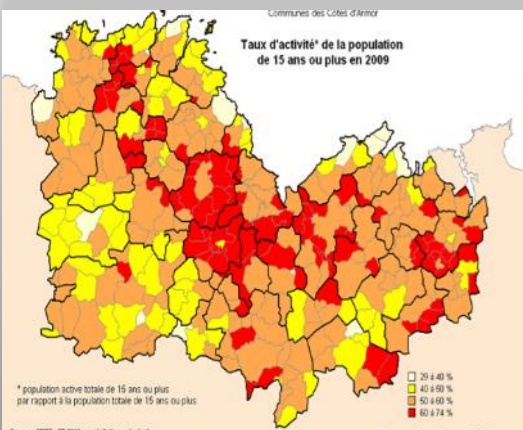 Communes des Côtes d'Armor
Taux d'activité* de la population
de 15 ans ou plus en 2009
29 à 40 %
40 à 50 %
50 à 60 %
60 à 74 %
* population active totale de 15 ans ou plus
par rapport à la population totale de 15 ans ou plus